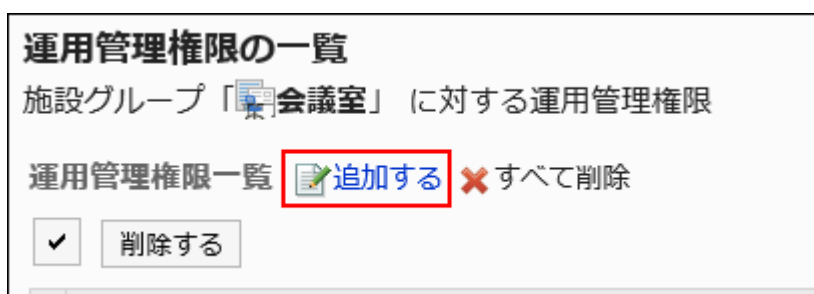 運用管理権限の一覧
施設グループ「会議室」 に対する運用管理権限
運用管理権限一覧 追加する すべて削除
削除する